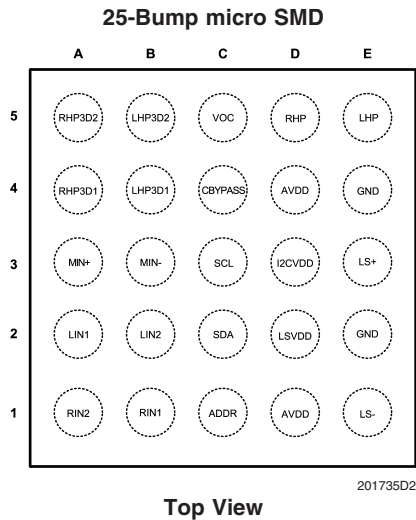 25-Bump micro SMD
A B C D E
5 RHP3D2 LHP3D2 VOC RHP LHP
4 RHP3D1 LHP3D1 CBYPASS AVDD GND
3 MIN+ MIN- SCL I2CVDD LS+
2 LIN1 LIN2 SDA LSVDD GND
1 RIN2 RIN1 ADDR AVDD LS-
201735D2
Top View